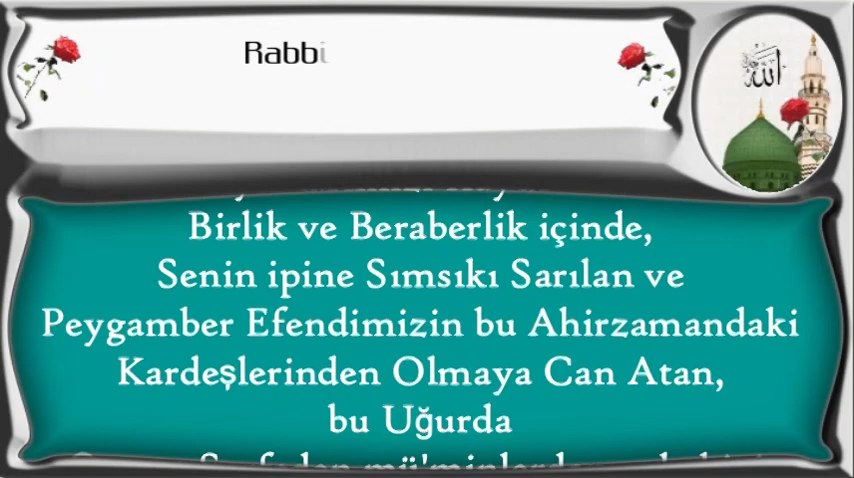 Rabbi
الله
Birlik ve Beraberlik içinde,
Senin ipine Sımsıkı Sarılan ve
Peygamber Efendimizin bu Ahirzamandaki
Kardeşlerinden Olmaya Can Atan,
bu Uğurda